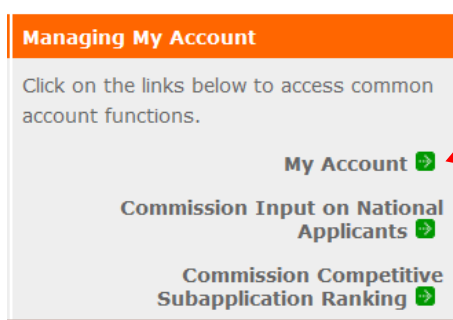 Managing My Account
Click on the links below to access common
account functions.
My Account
Commission Input on National
Applicants
Commission Competitive
Subapplication Ranking